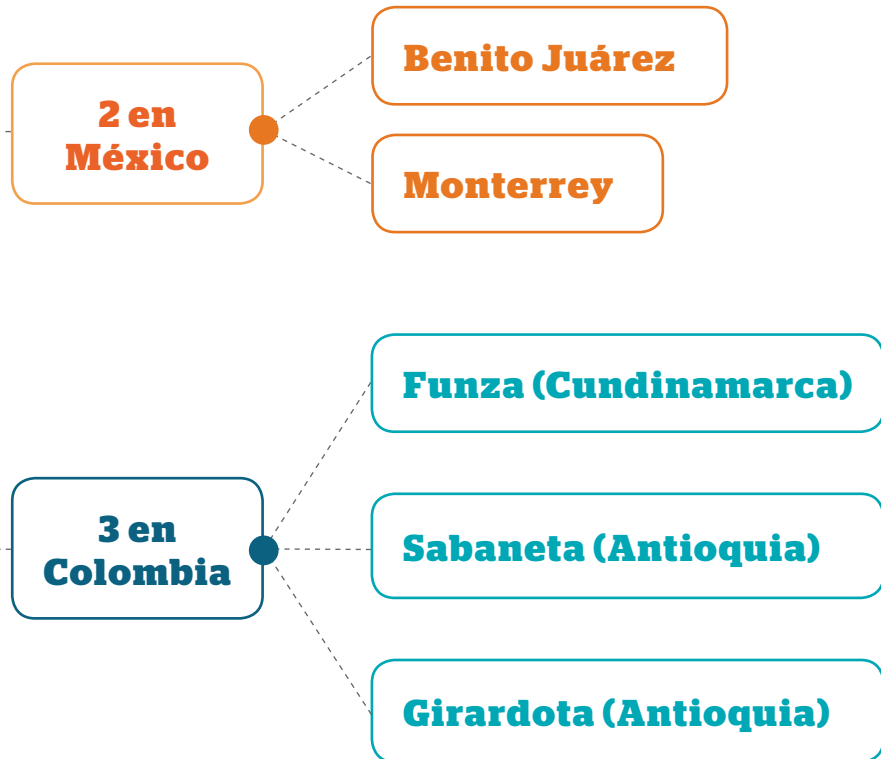 2 en
México
Benito Juárez
Monterrey
3 en
Colombia
Funza (Cundinamarca)
Sabaneta (Antioquia)
Girardota (Antioquia)